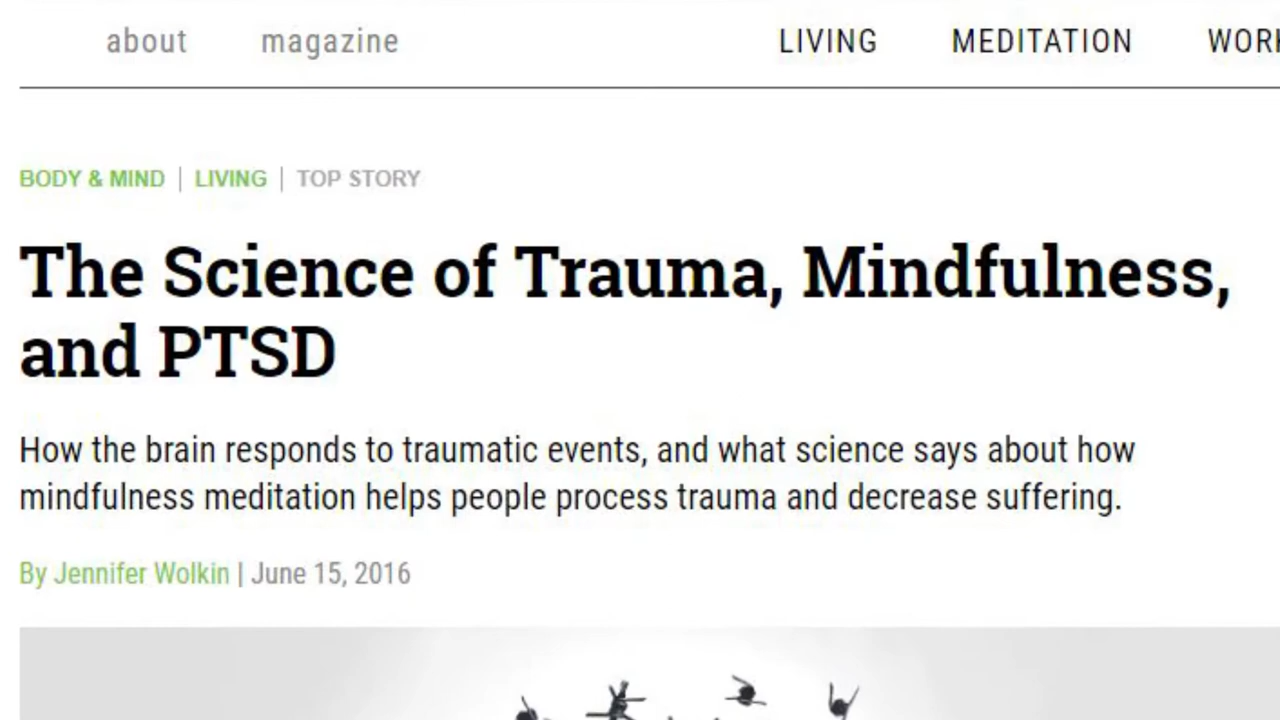 about magazine LIVING MEDITATION
BODY & MIND | LIVING | TOP STORY
The Science of Trauma, Mindfulness,
and PTSD
How the brain responds to traumatic events, and what science says about how
mindfulness meditation helps people process trauma and decrease suffering.
By Jennifer Wolkin | June 15, 2016